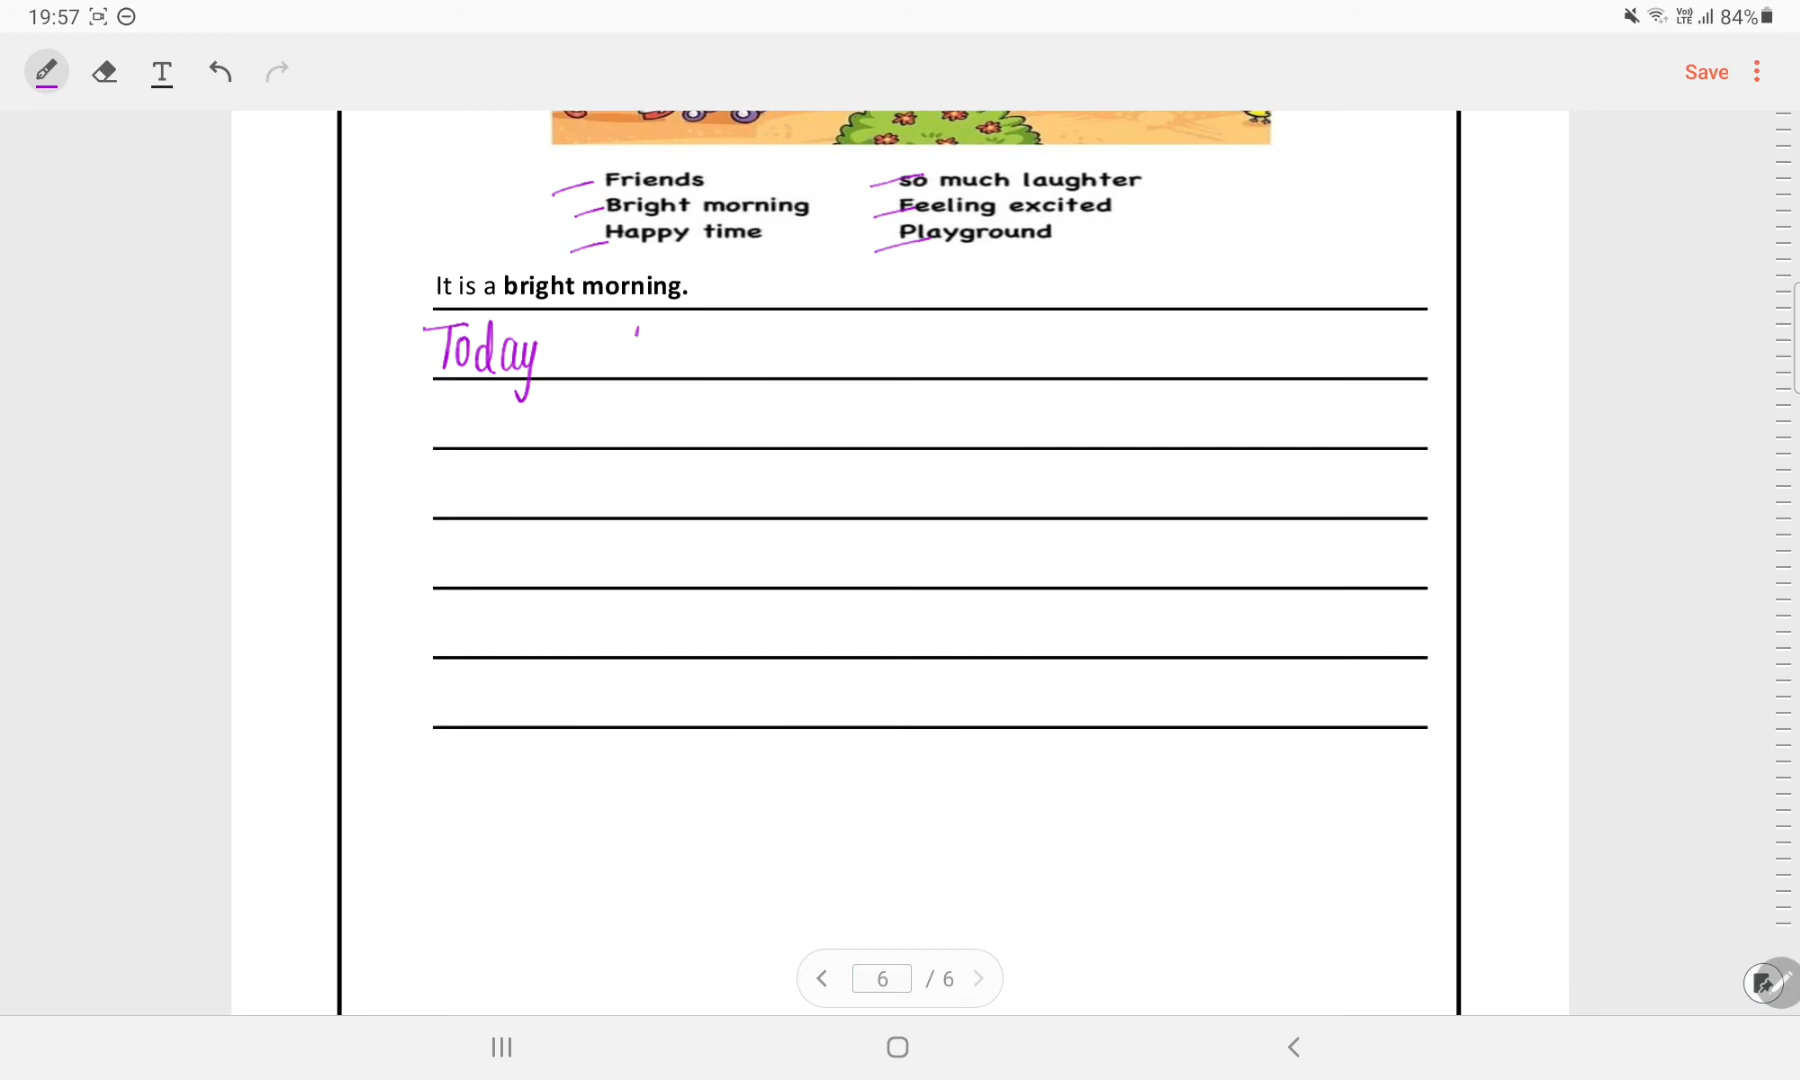 19:57
84%
Save
Friends so much laughter
Bright morning Feeling excited
Happy time Playground
It is a bright morning.
Today
6 / 6